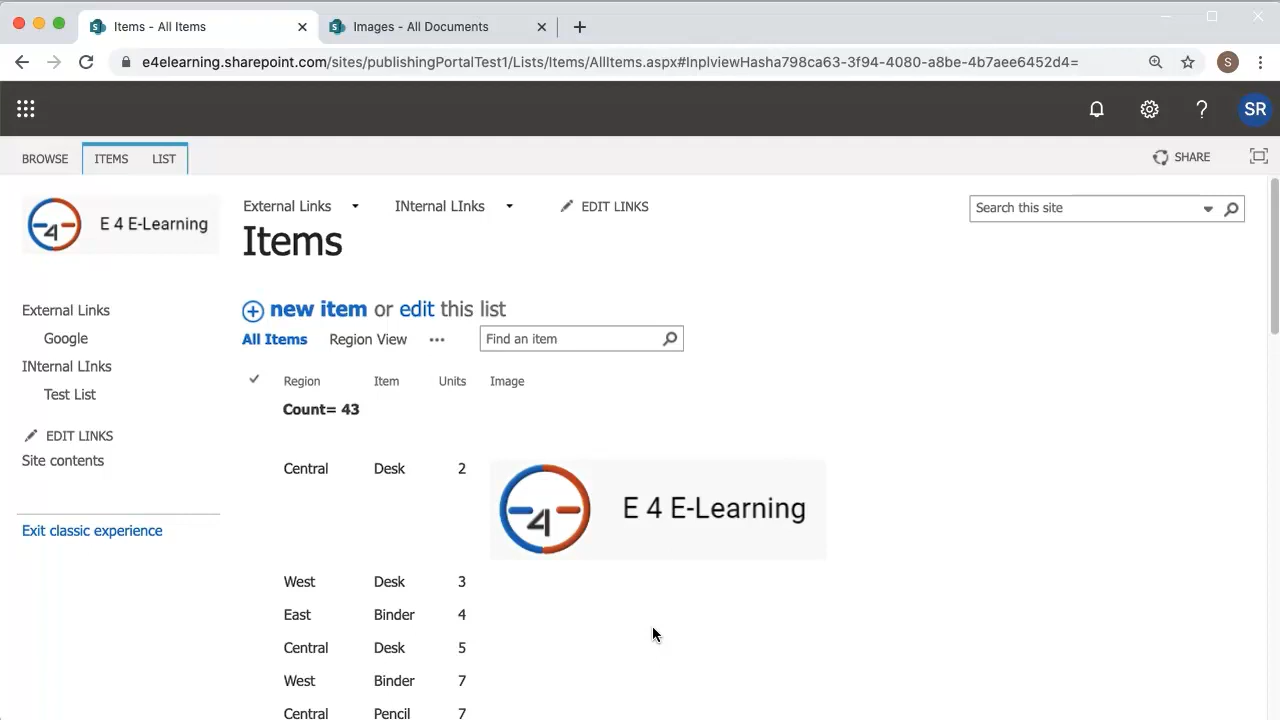 Items - All Items
Images - All Documents
e4elearning.sharepoint.com/sites/publishingPortalTest1/Lists/Items/AllItems.aspx#InplviewHasha798ca63-3f94-4080-a8be-4b7aee6452d4=
S
SR
BROWSE ITEMS LIST SHARE
E 4 E-Learning
4
External Links INternal LInks EDIT LINKS
Search this site
Items
External Links
Google
INternal LInks
Test List
EDIT LINKS
Site contents
Exit classic experience
new item or edit this list
All Items Region View ••• Find an item
Region Item Units Image
Count= 43
Central Desk 2
4 E 4 E-Learning
West Desk 3
East Binder 4
Central Desk 5
West Binder 7
Central Pencil 7